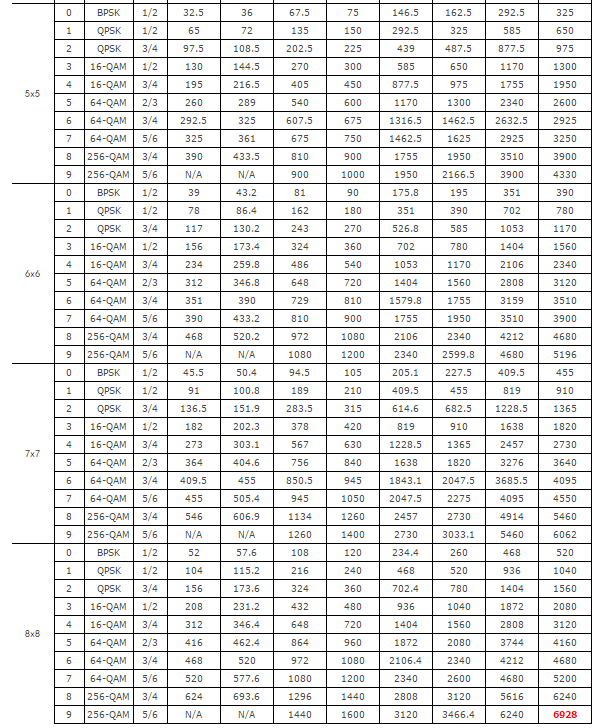 0 BPSK 1/2 32.5 36 67.5 75 146.5 162.5 292.5 325
1 QPSK 1/2 65 72 135 150 292.5 325 585 650
2 QPSK 3/4 97.5 108.5 202.5 225 439 487.5 877.5 975
3 16-QAM 1/2 130 144.5 270 300 585 650 1170 1300
4 16-QAM 3/4 195 216.5 405 450 877.5 975 1755 1950
5x5 5 64-QAM 2/3 260 289 540 600 1170 1300 2340 2600
6 64-QAM 3/4 292.5 325 607.5 675 1316.5 1462.5 2632.5 2925
7 64-QAM 5/6 325 361 675 750 1462.5 1625 2925 3250
8 256-QAM 3/4 390 433.5 810 900 1755 1950 3510 3900
9 256-QAM 5/6 N/A N/A 900 1000 1950 2166.5 3900 4330
0 BPSK 1/2 39 43.2 81 90 175.8 195 351 390
1 QPSK 1/2 78 86.4 162 180 351 390 702 780
2 QPSK 3/4 117 130.2 243 270 526.8 585 1053 1170
3 16-QAM 1/2 156 173.4 324 360 702 780 1404 1560
4 16-QAM 3/4 234 259.8 486 540 1053 1170 2106 2340
6x6 5 64-QAM 2/3 312 346.8 648 720 1404 1560 2808 3120
6 64-QAM 3/4 351 390 729 810 1579.8 1755 3159 3510
7 64-QAM 5/6 390 433.2 810 900 1755 1950 3510 3900
8 256-QAM 3/4 468 520.2 972 1080 2106 2340 4212 4680
9 256-QAM 5/6 N/A N/A 1080 1200 2340 2599.8 4680 5196
0 BPSK 1/2 45.5 50.4 94.5 105 205.1 227.5 409.5 455
1 QPSK 1/2 91 100.8 189 210 409.5 455 819 910
2 QPSK 3/4 136.5 151.9 283.5 315 614.6 682.5 1228.5 1365
3 16-QAM 1/2 182 202.3 378 420 819 910 1638 1820
4 16-QAM 3/4 273 303.1 567 630 1228.5 1365 2457 2730
7x7 5 64-QAM 2/3 364 404.6 756 840 1638 1820 3276 3640
6 64-QAM 3/4 409.5 455 850.5 945 1843.1 2047.5 3685.5 4095
7 64-QAM 5/6 455 505.4 945 1050 2047.5 2275 4095 4550
8 256-QAM 3/4 546 606.9 1134 1260 2457 2730 4914 5460
9 256-QAM 5/6 N/A N/A 1260 1400 2730 3033.1 5460 6062
0 BPSK 1/2 52 57.6 108 120 234.4 260 468 520
1 QPSK 1/2 104 115.2 216 240 468 520 936 1040
2 QPSK 3/4 156 173.6 324 360 702.4 780 1404 1560
3 16-QAM 1/2 208 231.2 432 480 936 1040 1872 2080
4 16-QAM 3/4 312 346.4 648 720 1404 1560 2808 3120
8x8 5 64-QAM 2/3 416 462.4 864 960 1872 2080 3744 4160
6 64-QAM 3/4 468 520 972 1080 2106.4 2340 4212 4680
7 64-QAM 5/6 520 577.6 1080 1200 2340 2600 4680 5200
8 256-QAM 3/4 624 693.6 1296 1440 2808 3120 5616 6240
9 256-QAM 5/6 N/A N/A 1440 1600 3120 3466.4 6240 6928